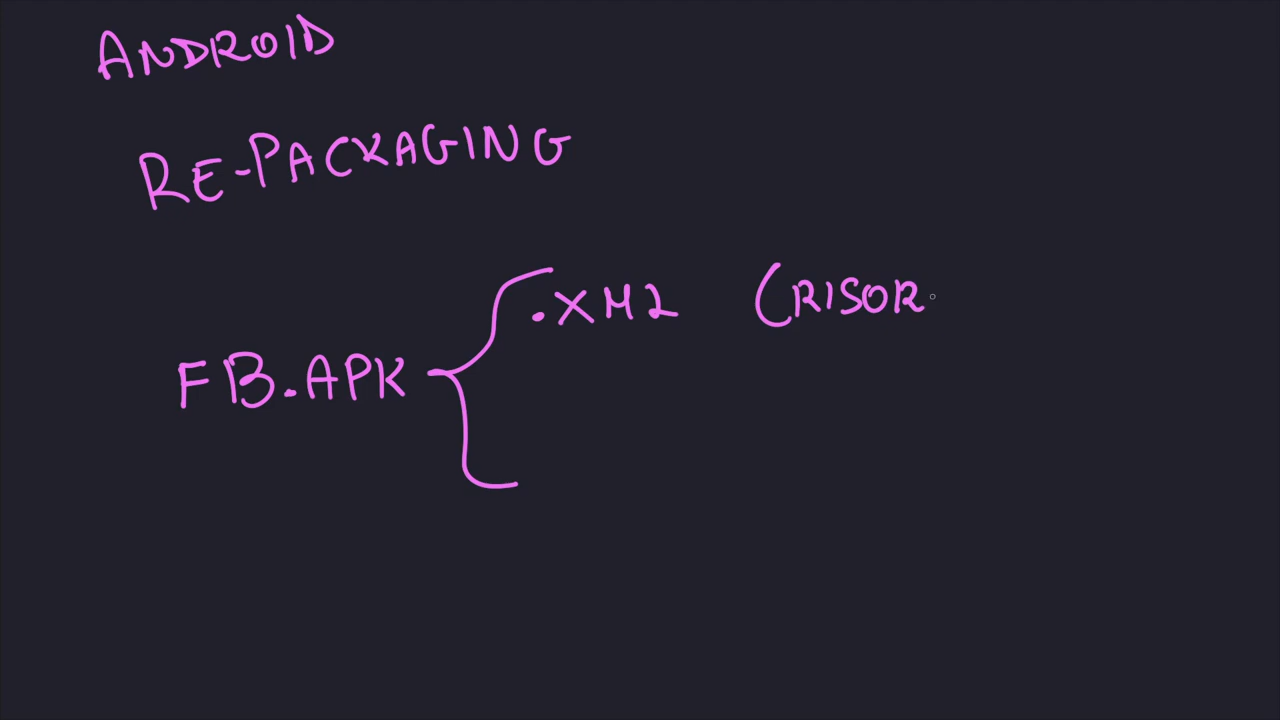 ANDROID
RE-PACKAGING
.XML (RISOR
FB.APK